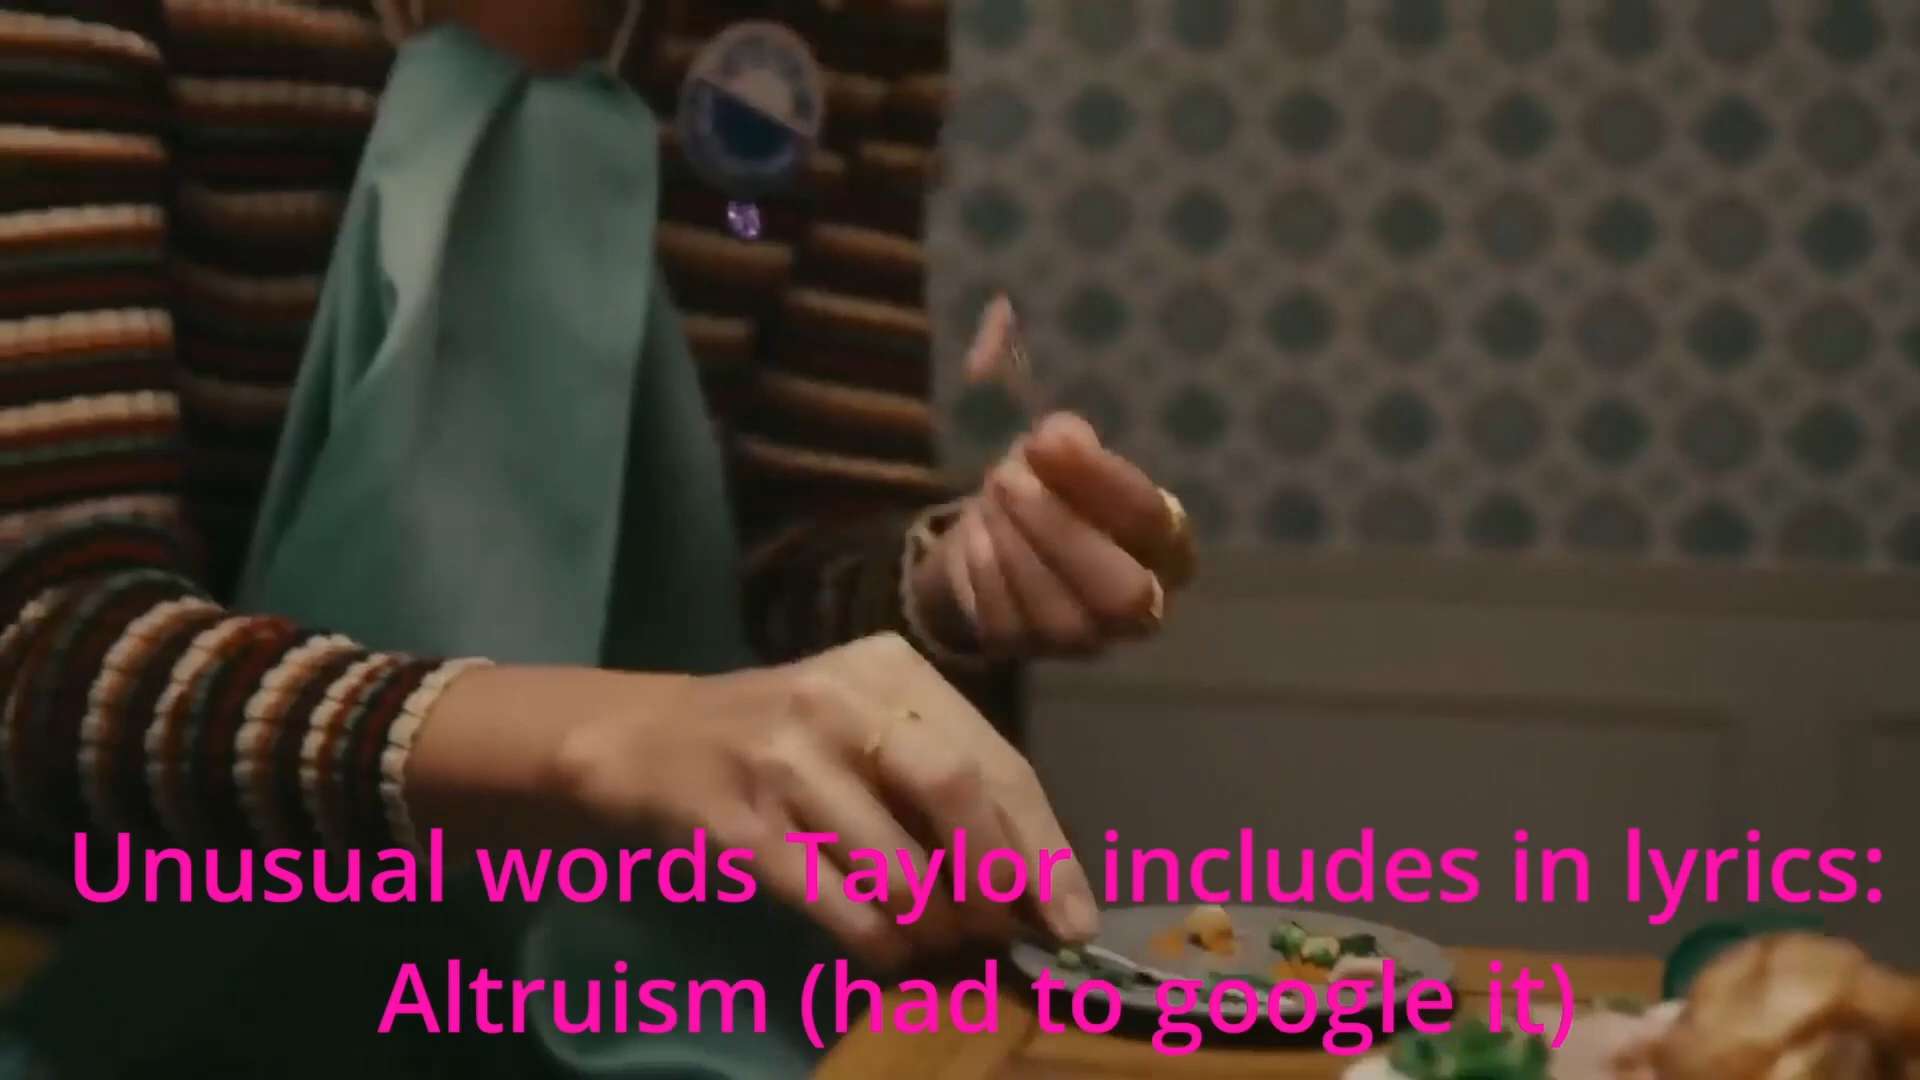 Unusual words Taylor includes in lyrics:
Altruism (had to google it)